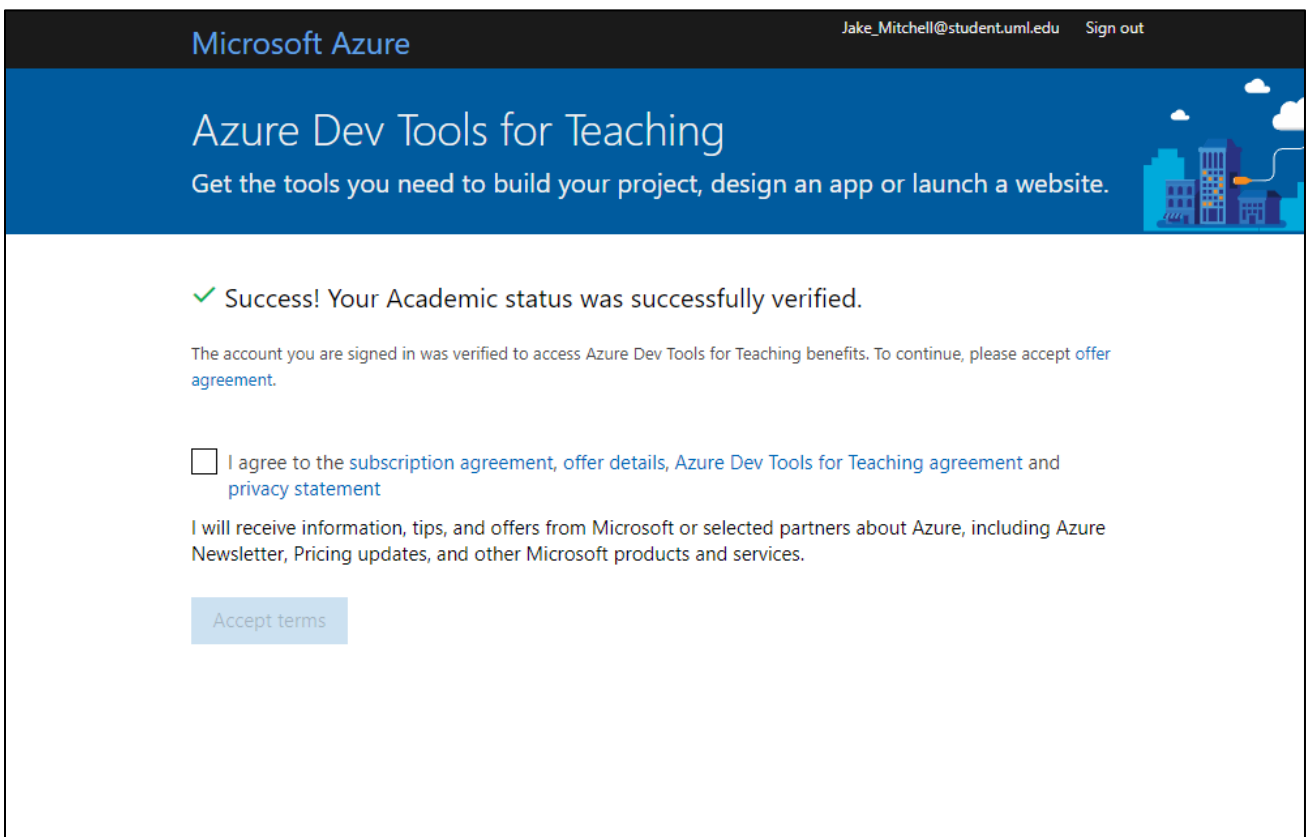 Microsoft Azure
Jake_Mitchell@student.uml.edu Sign out
Azure Dev Tools for Teaching
Get the tools you need to build your project, design an app or launch a website.
Success! Your Academic status was successfully verified.
The account you are signed in was verified to access Azure Dev Tools for Teaching benefits. To continue, please accept offer
agreement.
I agree to the subscription agreement, offer details, Azure Dev Tools for Teaching agreement and
privacy statement
I will receive information, tips, and offers from Microsoft or selected partners about Azure, including Azure
Newsletter, Pricing updates, and other Microsoft products and services.
Accept terms